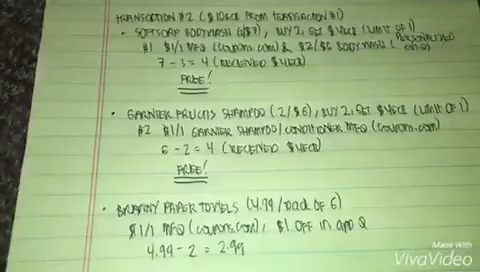 TRANSACTION #2 ($10ECB FROM TRANSACTION #1)
• SOFTSOAP BODYWASH (2/$7), BUY 2, GET $4ECB (LIMIT OF 1)
$1 $1/1 MFQ (COUPONS.COM) & $2/$6 BODYWASH (PERSONALIZED
7 - 3 = 4 (RECEIVED $4ECB)
FREE!
• GARNIER FRUCTIS SHAMPOO (2/$6), BUY 2, GET $4ECB (LIMIT OF 1)
#2 $1/1 GARNIER SHAMPOO/CONDITIONER MFQ (COUPONS.COM)
6 - 2 = 4 (RECEIVED $4ECB)
FREE!
• BRAWNY PAPER TOWELS (4.99/PACK OF 6)
$1/1 MFQ (COUPONS.COM), $1 OFF IN APP Q
4.99 - 2 = 2.99
Made With
VivaVideo